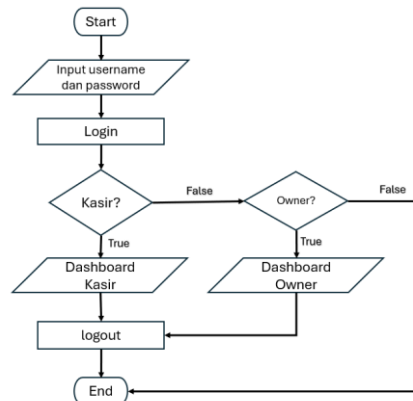 Start
Input username
dan password
Login
Kasir?
False
Owner?
False
True
True
Dashboard
Kasir
Dashboard
Owner
logout
End